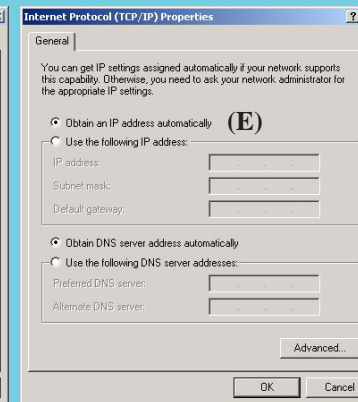 Internet Protocol (TCP/IP) Properties
General
You can get IP settings assigned automatically if your network supports
this capability. Otherwise, you need to ask your network administrator for
the appropriate IP settings.
Obtain an IP address automatically (E)
Use the following IP address:
IP address:
Subnet mask:
Default gateway:
Obtain DNS server address automatically
Use the following DNS server addresses:
Preferred DNS server:
Alternate DNS server:
Advanced...
OK Cancel